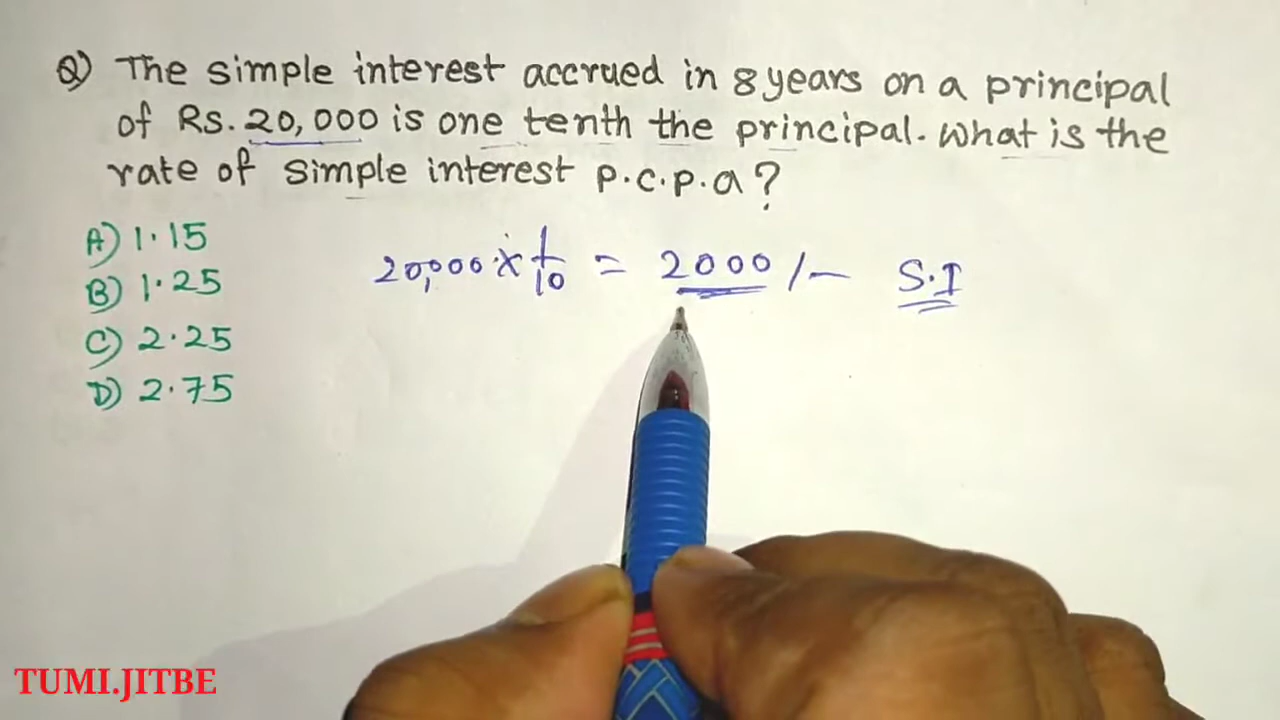 Q) The simple interest accrued in 8 years on a principal
of Rs. 20,000 is one tenth the principal. What is the
rate of simple interest p.c.p.a?
A) 1.15
B) 1.25
C) 2.25
D) 2.75
20,000 × 1/10 = 2000/- S.I
TUMI.JITBE